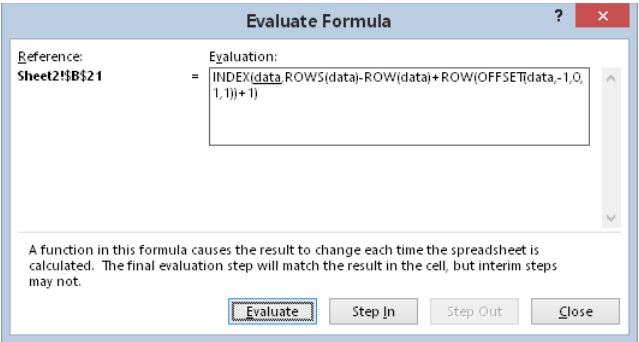 Evaluate Formula
? ×
Reference: Evaluation:
Sheet2!$B$21 = INDEX(data,ROWS(data)-ROW(data)+ROW(OFFSET(data,-1,0,
1,1))+1)
A function in this formula causes the result to change each time the spreadsheet is
calculated. The final evaluation step will match the result in the cell, but interim steps
may not.
Evaluate Step In Step Out Close